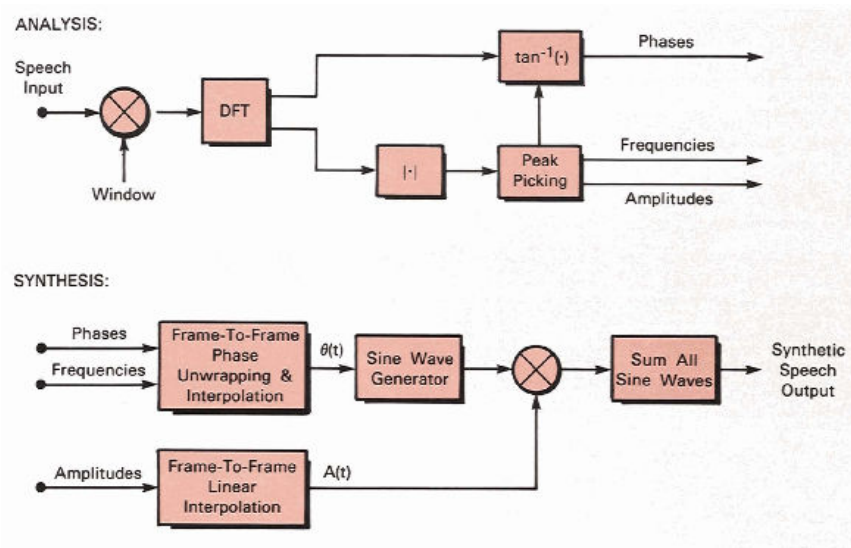 ANALYSIS:
Speech
Input
Window
DFT
tan⁻¹(·)
Phases
|·|
Peak
Picking
Frequencies
Amplitudes
SYNTHESIS:
Phases
Frequencies
Frame-To-Frame
Phase
Unwrapping &
Interpolation
θ(t)
Sine Wave
Generator
Sum All
Sine Waves
Synthetic
Speech
Output
Amplitudes
Frame-To-Frame
Linear
Interpolation
A(t)